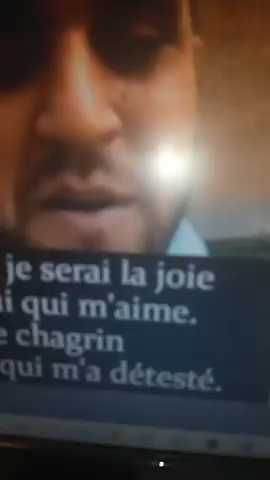 je serai la joie
qui m'aime.
chagrin
qui m'a détesté.